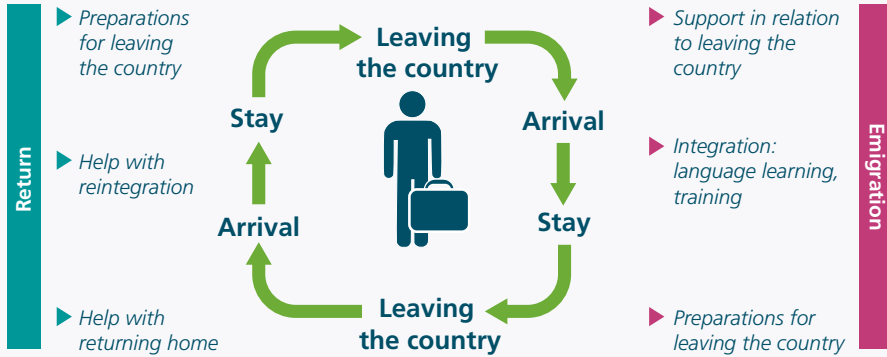 Return
Preparations
for leaving
the country
Help with
reintegration
Help with
returning home
Leaving
the country
Arrival
Stay
Leaving
the country
Arrival
Stay
Support in relation
to leaving the
country
Integration:
language learning,
training
Preparations for
leaving the country
Emigration